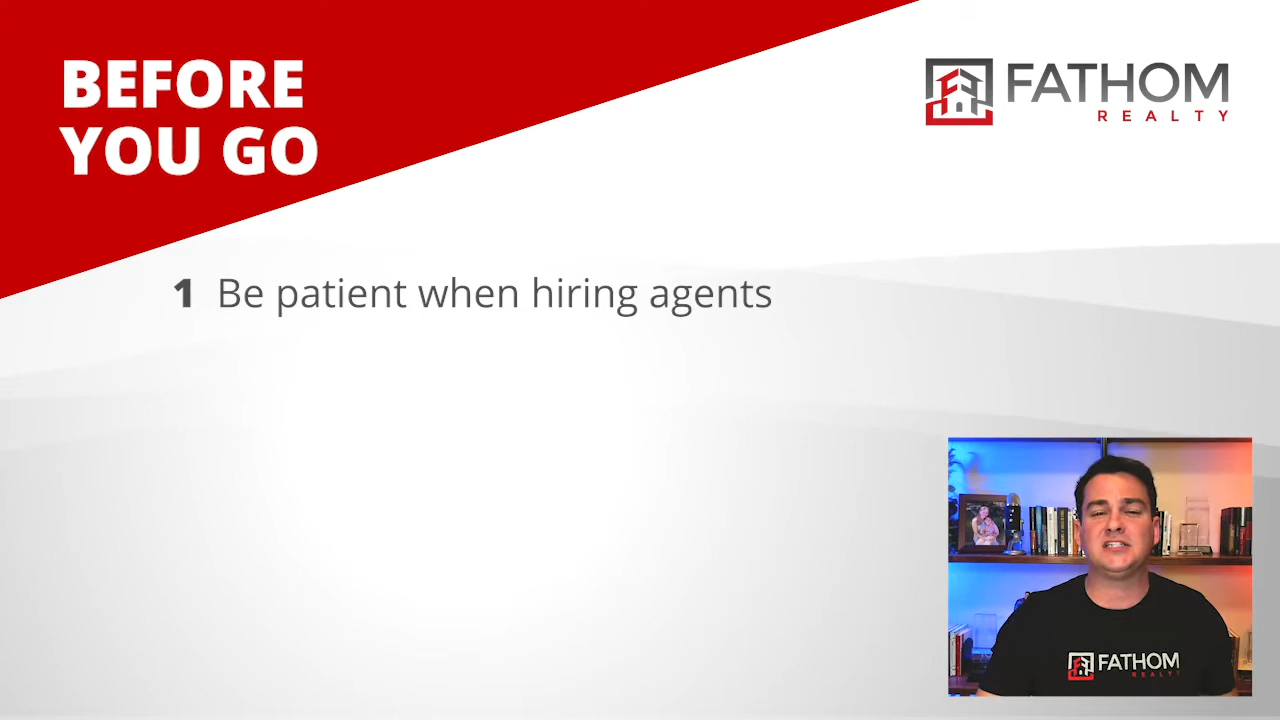 BEFORE
YOU GO
FATHOM
REALTY
1 Be patient when hiring agents
FATHOM
REALTY